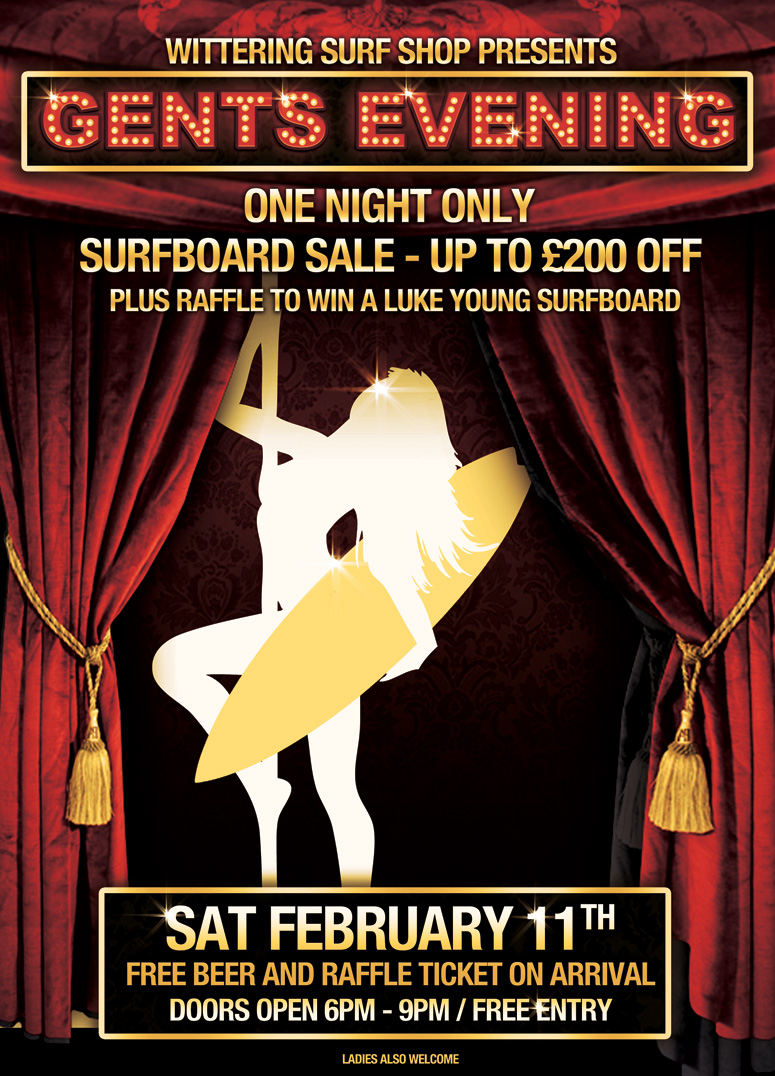 WITTERING SURF SHOP PRESENTS
GENTS EVENING
ONE NIGHT ONLY
SURFBOARD SALE - UP TO £200 OFF
PLUS RAFFLE TO WIN A LUKE YOUNG SURFBOARD
SAT FEBRUARY 11TH
FREE BEER AND RAFFLE TICKET ON ARRIVAL
DOORS OPEN 6PM - 9PM / FREE ENTRY
LADIES ALSO WELCOME